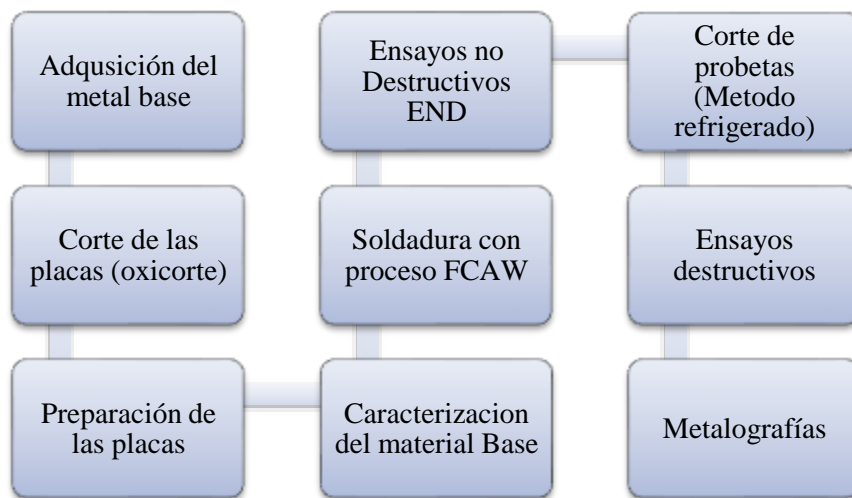 Adqusición del
metal base
Corte de las
placas (oxicorte)
Preparación de
las placas
Caracterizacion
del material Base
Soldadura con
proceso FCAW
Ensayos no
Destructivos
END
Corte de
probetas
(Metodo
refrigerado)
Ensayos
destructivos
Metalografías